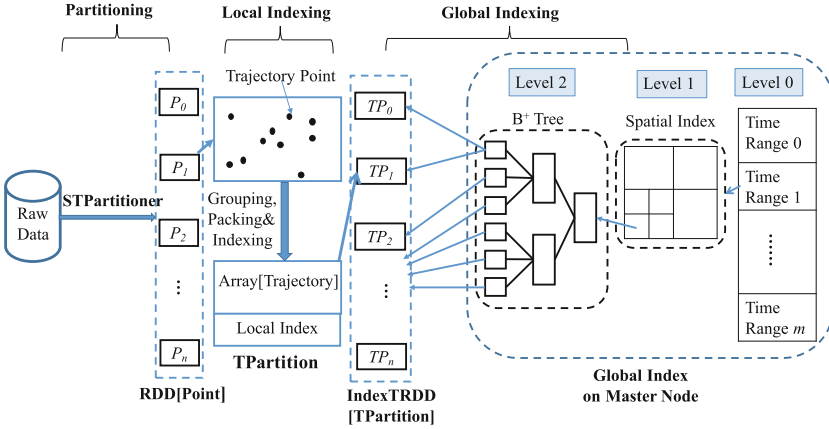 Partitioning
Local Indexing
Global Indexing
Raw
Data
STPartitioner
P0
P1
P2
⋮
Pn
RDD[Point]
Trajectory Point
Grouping,
Packing&
Indexing
Array[Trajectory]
Local Index
TPartition
TP0
TP1
TP2
⋮
TPn
IndexTRDD
[TPartition]
Level 2
Level 1
Level 0
B+ Tree
Spatial Index
Time
Range 0
Time
Range 1
Time
Range m
Global Index
on Master Node